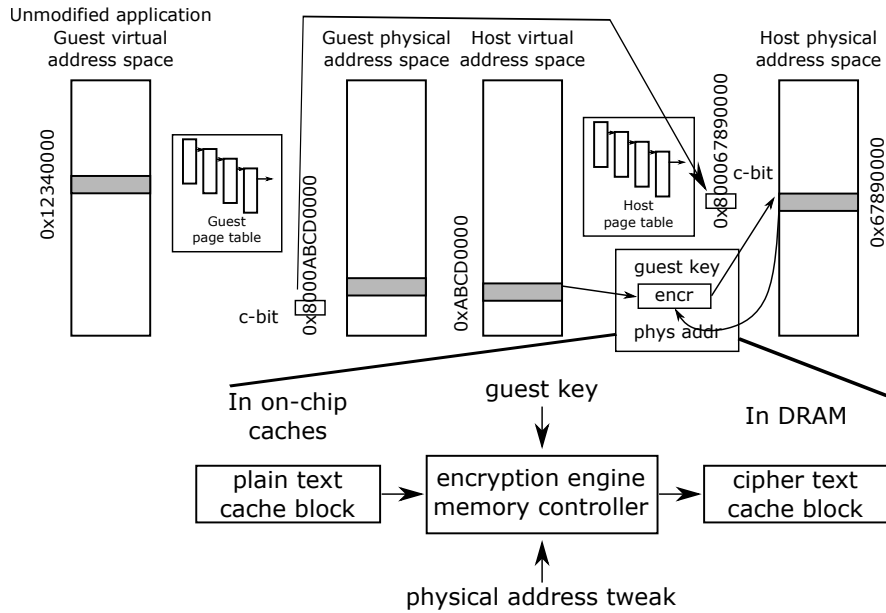 Unmodified application
Guest virtual
address space
Guest physical
address space
Host virtual
address space
Host physical
address space
0x12340000
Guest
page table
c-bit
0x8000ABCD0000
0xABCD0000
Host
page table
0x800067890000
c-bit
0x67890000
guest key
encr
phys addr
In on-chip
caches
guest key
In DRAM
plain text
cache block
encryption engine
memory controller
cipher text
cache block
physical address tweak